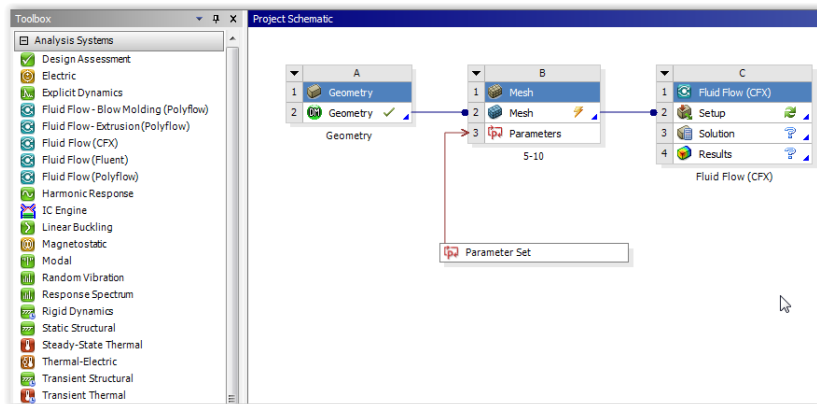 Toolbox
Project Schematic
Analysis Systems
Design Assessment
Electric
Explicit Dynamics
Fluid Flow - Blow Molding (Polyflow)
Fluid Flow - Extrusion (Polyflow)
Fluid Flow (CFX)
Fluid Flow (Fluent)
Fluid Flow (Polyflow)
Harmonic Response
IC Engine
Linear Buckling
Magnetostatic
Modal
Random Vibration
Response Spectrum
Rigid Dynamics
Static Structural
Steady-State Thermal
Thermal-Electric
Transient Structural
Transient Thermal
A
1 Geometry
2 Geometry
Geometry
B
1 Mesh
2 Mesh
3 Parameters
5-10
C
1 Fluid Flow (CFX)
2 Setup
3 Solution
4 Results
Fluid Flow (CFX)
Parameter Set